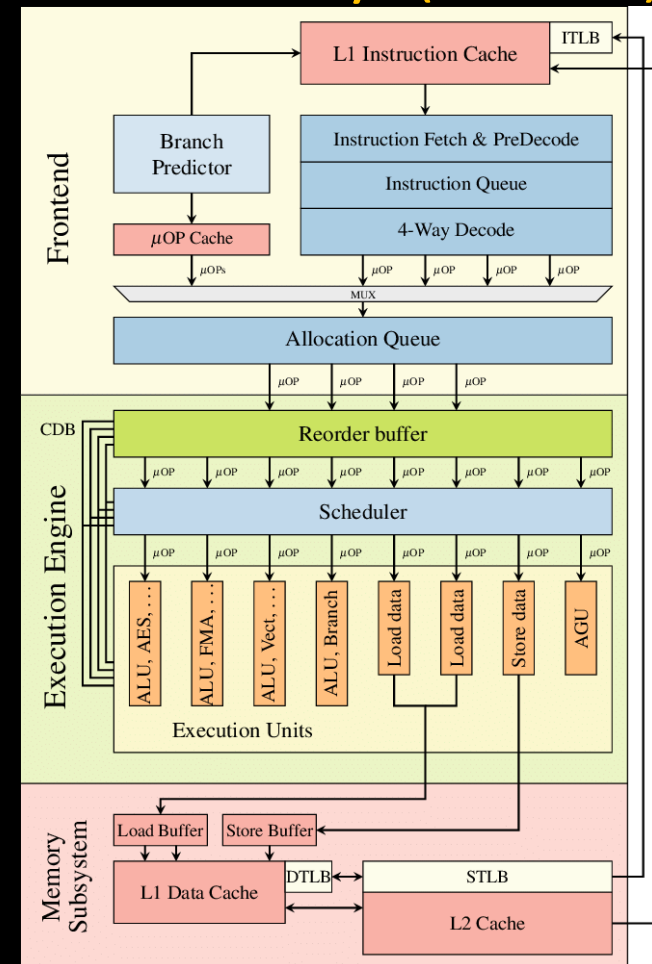 L1 Instruction Cache
ITLB
Frontend
Branch
Predictor
Instruction Fetch & PreDecode
Instruction Queue
4-Way Decode
μOP Cache
μOPs
μOP
μOP
μOP
μOP
MUX
Allocation Queue
μOP
μOP
μOP
μOP
CDB
Reorder buffer
μOP
μOP
μOP
μOP
μOP
μOP
μOP
μOP
Execution Engine
Scheduler
μOP
μOP
μOP
μOP
μOP
μOP
μOP
μOP
ALU, AES, . . .
ALU, FMA, . . .
ALU, Vect, . . .
ALU, Branch
Load data
Load data
Store data
AGU
Execution Units
Memory
Subsystem
Load Buffer
Store Buffer
L1 Data Cache
DTLB
STLB
L2 Cache